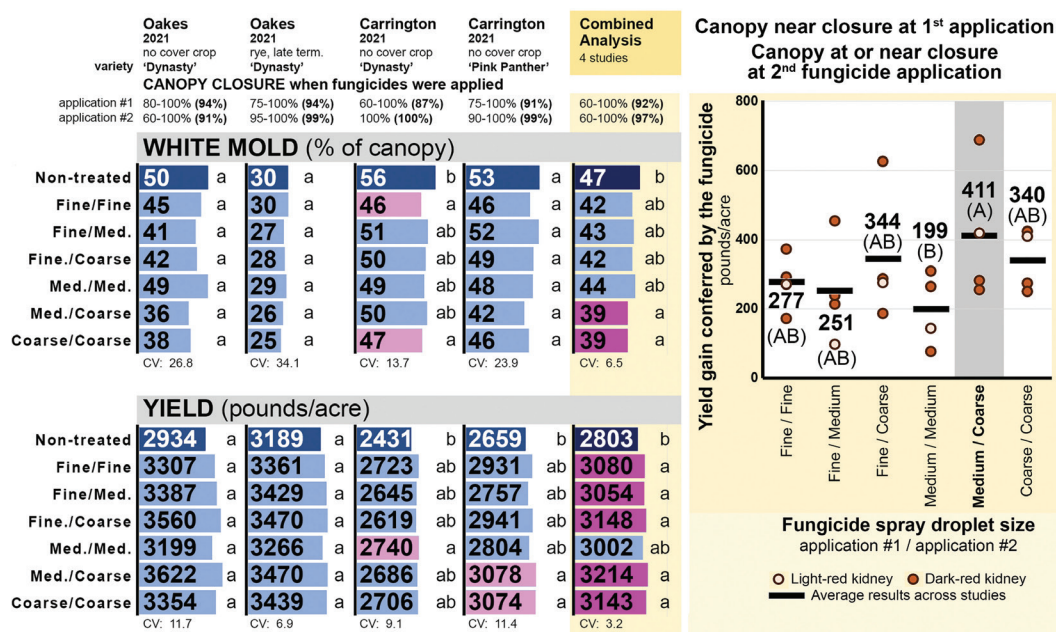 Oakes Oakes Carrington Carrington Combined
2021 2021 2021 2021 Analysis
no cover crop rye, late term. no cover crop no cover crop 4 studies
variety 'Dynasty' 'Dynasty' 'Dynasty' 'Pink Panther'
CANOPY CLOSURE when fungicides were applied
application #1 80-100% (94%) 75-100% (94%) 60-100% (87%) 75-100% (91%) 60-100% (92%)
application #2 60-100% (91%) 95-100% (99%) 100% (100%) 90-100% (99%) 60-100% (97%)
WHITE MOLD (% of canopy)
Non-treated 50 a 30 a 56 b 53 a 47 b
Fine/Fine 45 a 30 a 46 a 46 a 42 ab
Fine/Med. 41 a 27 a 51 ab 52 a 43 ab
Fine./Coarse 42 a 28 a 50 ab 49 a 42 ab
Med./Med. 49 a 29 a 49 ab 48 a 44 ab
Med./Coarse 36 a 26 a 50 ab 42 a 39 a
Coarse/Coarse 38 a 25 a 47 a 46 a 39 a
CV: 26.8 CV: 34.1 CV: 13.7 CV: 23.9 CV: 6.5
YIELD (pounds/acre)
Non-treated 2934 a 3189 a 2431 b 2659 b 2803 b
Fine/Fine 3307 a 3361 a 2723 ab 2931 ab 3080 a
Fine/Med. 3387 a 3429 a 2645 ab 2757 ab 3054 a
Fine./Coarse 3560 a 3470 a 2619 ab 2941 ab 3148 a
Med./Med. 3199 a 3266 a 2740 a 2804 ab 3002 ab
Med./Coarse 3622 a 3470 a 2686 ab 3078 a 3214 a
Coarse/Coarse 3354 a 3439 a 2706 ab 3074 a 3143 a
CV: 11.7 CV: 6.9 CV: 9.1 CV: 11.4 CV: 3.2
Canopy near closure at 1st application
Canopy at or near closure
at 2nd fungicide application
Yield gain conferred by the fungicide
pounds/acre
800
600
400
200
0
277
(AB)
251
(AB)
344
(AB)
199
(B)
411
(A)
340
(AB)
Fine / Fine
Fine / Medium
Fine / Coarse
Medium / Medium
Medium / Coarse
Coarse / Coarse
Fungicide spray droplet size
application #1 / application #2
Light-red kidney Dark-red kidney
Average results across studies